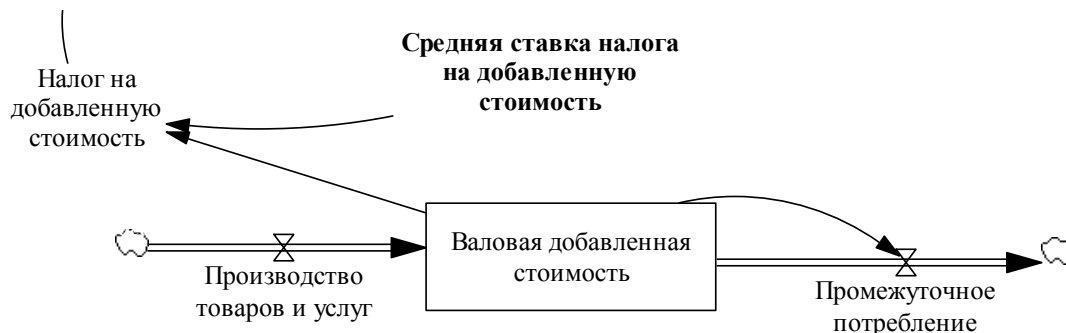 Средняя ставка налога
на добавленную
стоимость
Налог на
добавленную
стоимость
Валовая добавленная
стоимость
Производство
товаров и услуг
Промежуточное
потребление